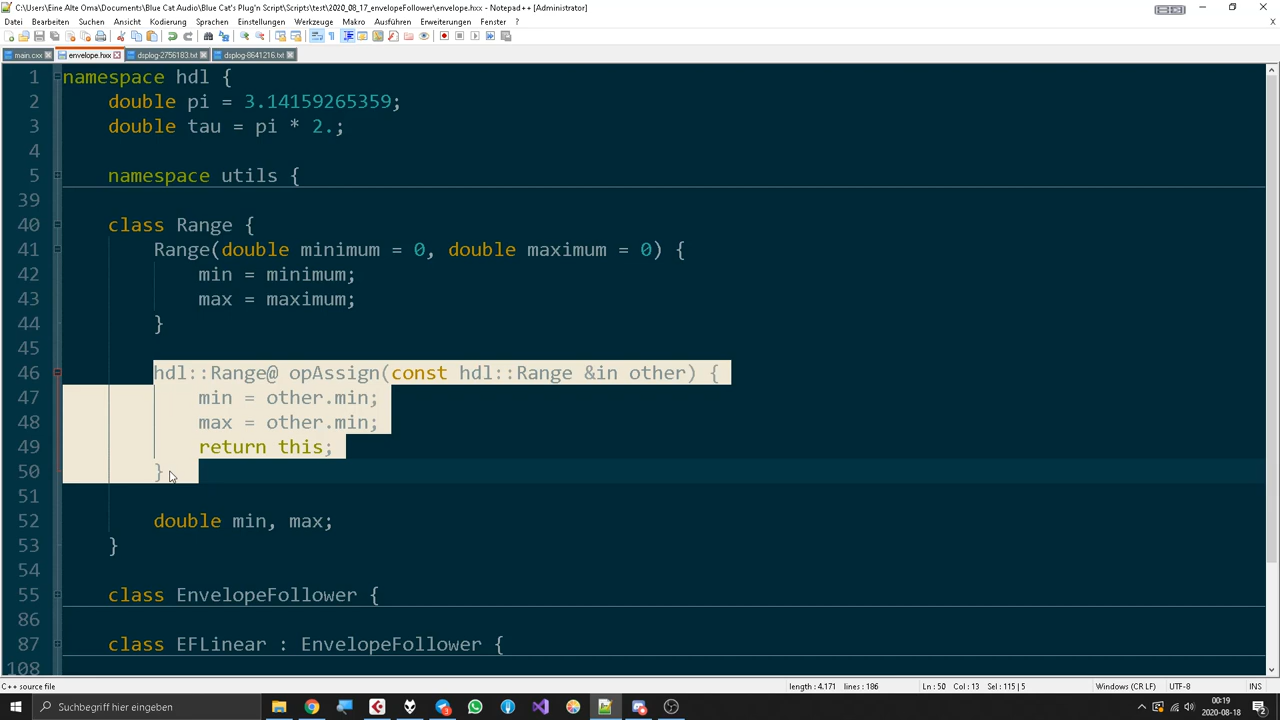 C:\Users\Eine Alte Oma\Documents\Blue Cat Audio\Blue Cat's Plug'n Script\Scripts\test\2020_08_17_envelopeFollower\envelope.hxx - Notepad++ [Administrator]
Datei Bearbeiten Suchen Ansicht Kodierung Sprachen Einstellungen Werkzeuge Makro Ausführen Erweiterungen Fenster ?
main.cxx envelope.hxx dsplog-2756183.txt dsplog-8641216.txt
1 namespace hdl {
2 double pi = 3.14159265359;
3 double tau = pi * 2.;
4
5 namespace utils {
39
40 class Range {
41 Range(double minimum = 0, double maximum = 0) {
42 min = minimum;
43 max = maximum;
44 }
45
46 hdl::Range@ opAssign(const hdl::Range &in other) {
47 min = other.min;
48 max = other.min;
49 return this;
50 }
51
52 double min, max;
53 }
54
55 class EnvelopeFollower {
86
87 class EFLinear : EnvelopeFollower {
108
C++ source file length : 4.171 lines : 186 Ln : 50 Col : 13 Sel : 115 | 5 Windows (CR LF) UTF-8 INS
Suchbegriff hier eingeben
00:19
2020-08-18
2